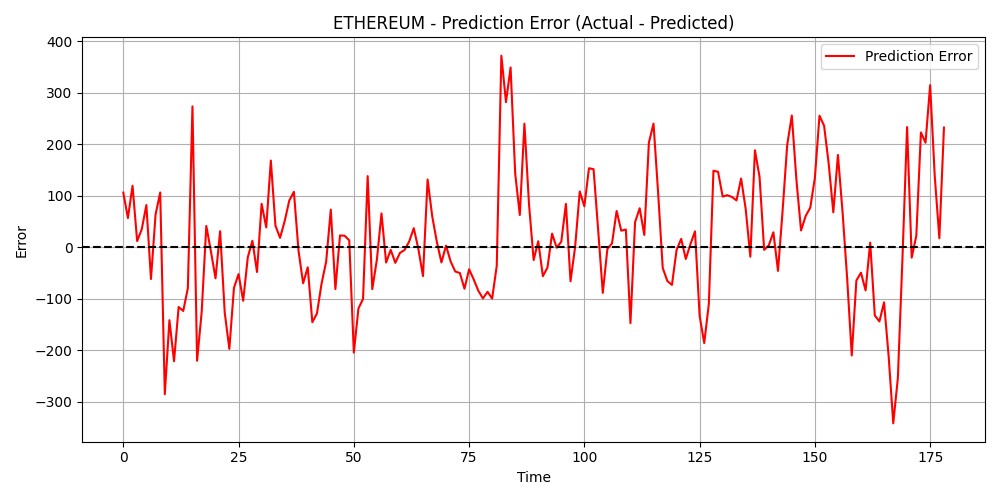 ETHEREUM - Prediction Error (Actual - Predicted)
Prediction Error
Error
400
300
200
100
0
−100
−200
−300
0 25 50 75 100 125 150 175
Time